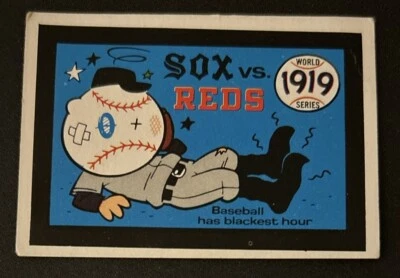 SOX vs.
REDS
WORLD
1919
SERIES
Baseball
has blackest hour